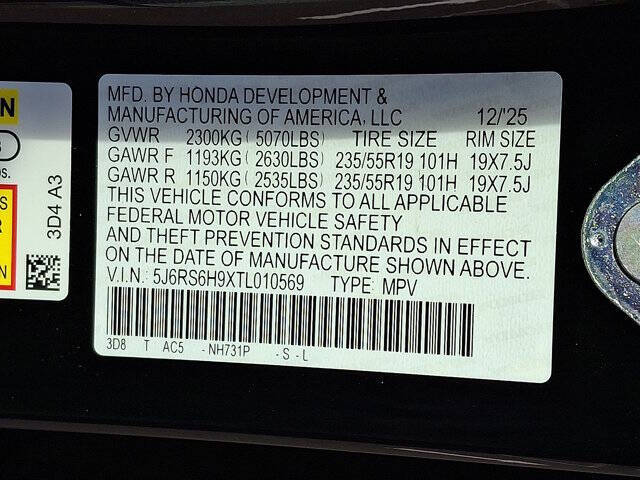 MFD. BY HONDA DEVELOPMENT &
MANUFACTURING OF AMERICA, LLC 12/'25
GVWR 2300KG ( 5070LBS) TIRE SIZE RIM SIZE
GAWR F 1193KG ( 2630LBS) 235/55R19 101H 19X7.5J
GAWR R 1150KG ( 2535LBS) 235/55R19 101H 19X7.5J
THIS VEHICLE CONFORMS TO ALL APPLICABLE
FEDERAL MOTOR VEHICLE SAFETY
AND THEFT PREVENTION STANDARDS IN EFFECT
ON THE DATE OF MANUFACTURE SHOWN ABOVE.
V.I.N.: 5J6RS6H9XTL010569 TYPE: MPV
3D8 T AC5 - NH731P - S - L
3D4 A3